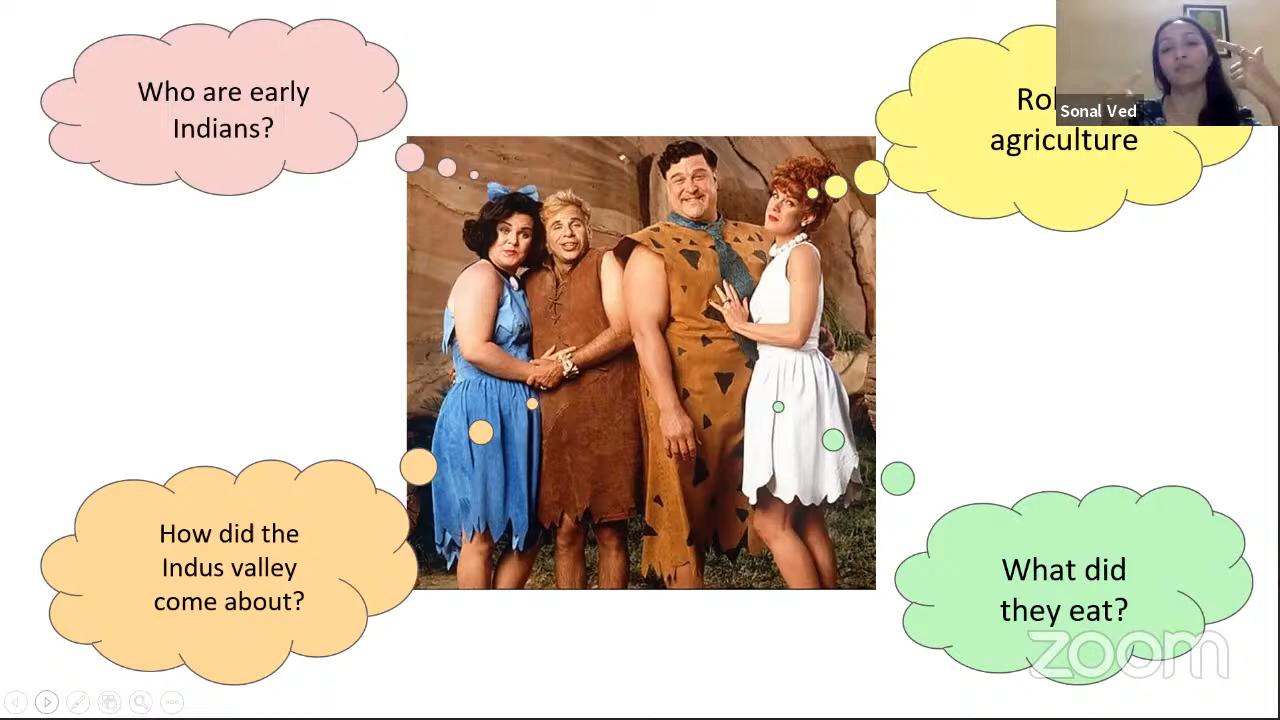 Who are early
Indians?
Sonal Ved
agriculture
How did the
Indus valley
come about?
What did
they eat?
zoom